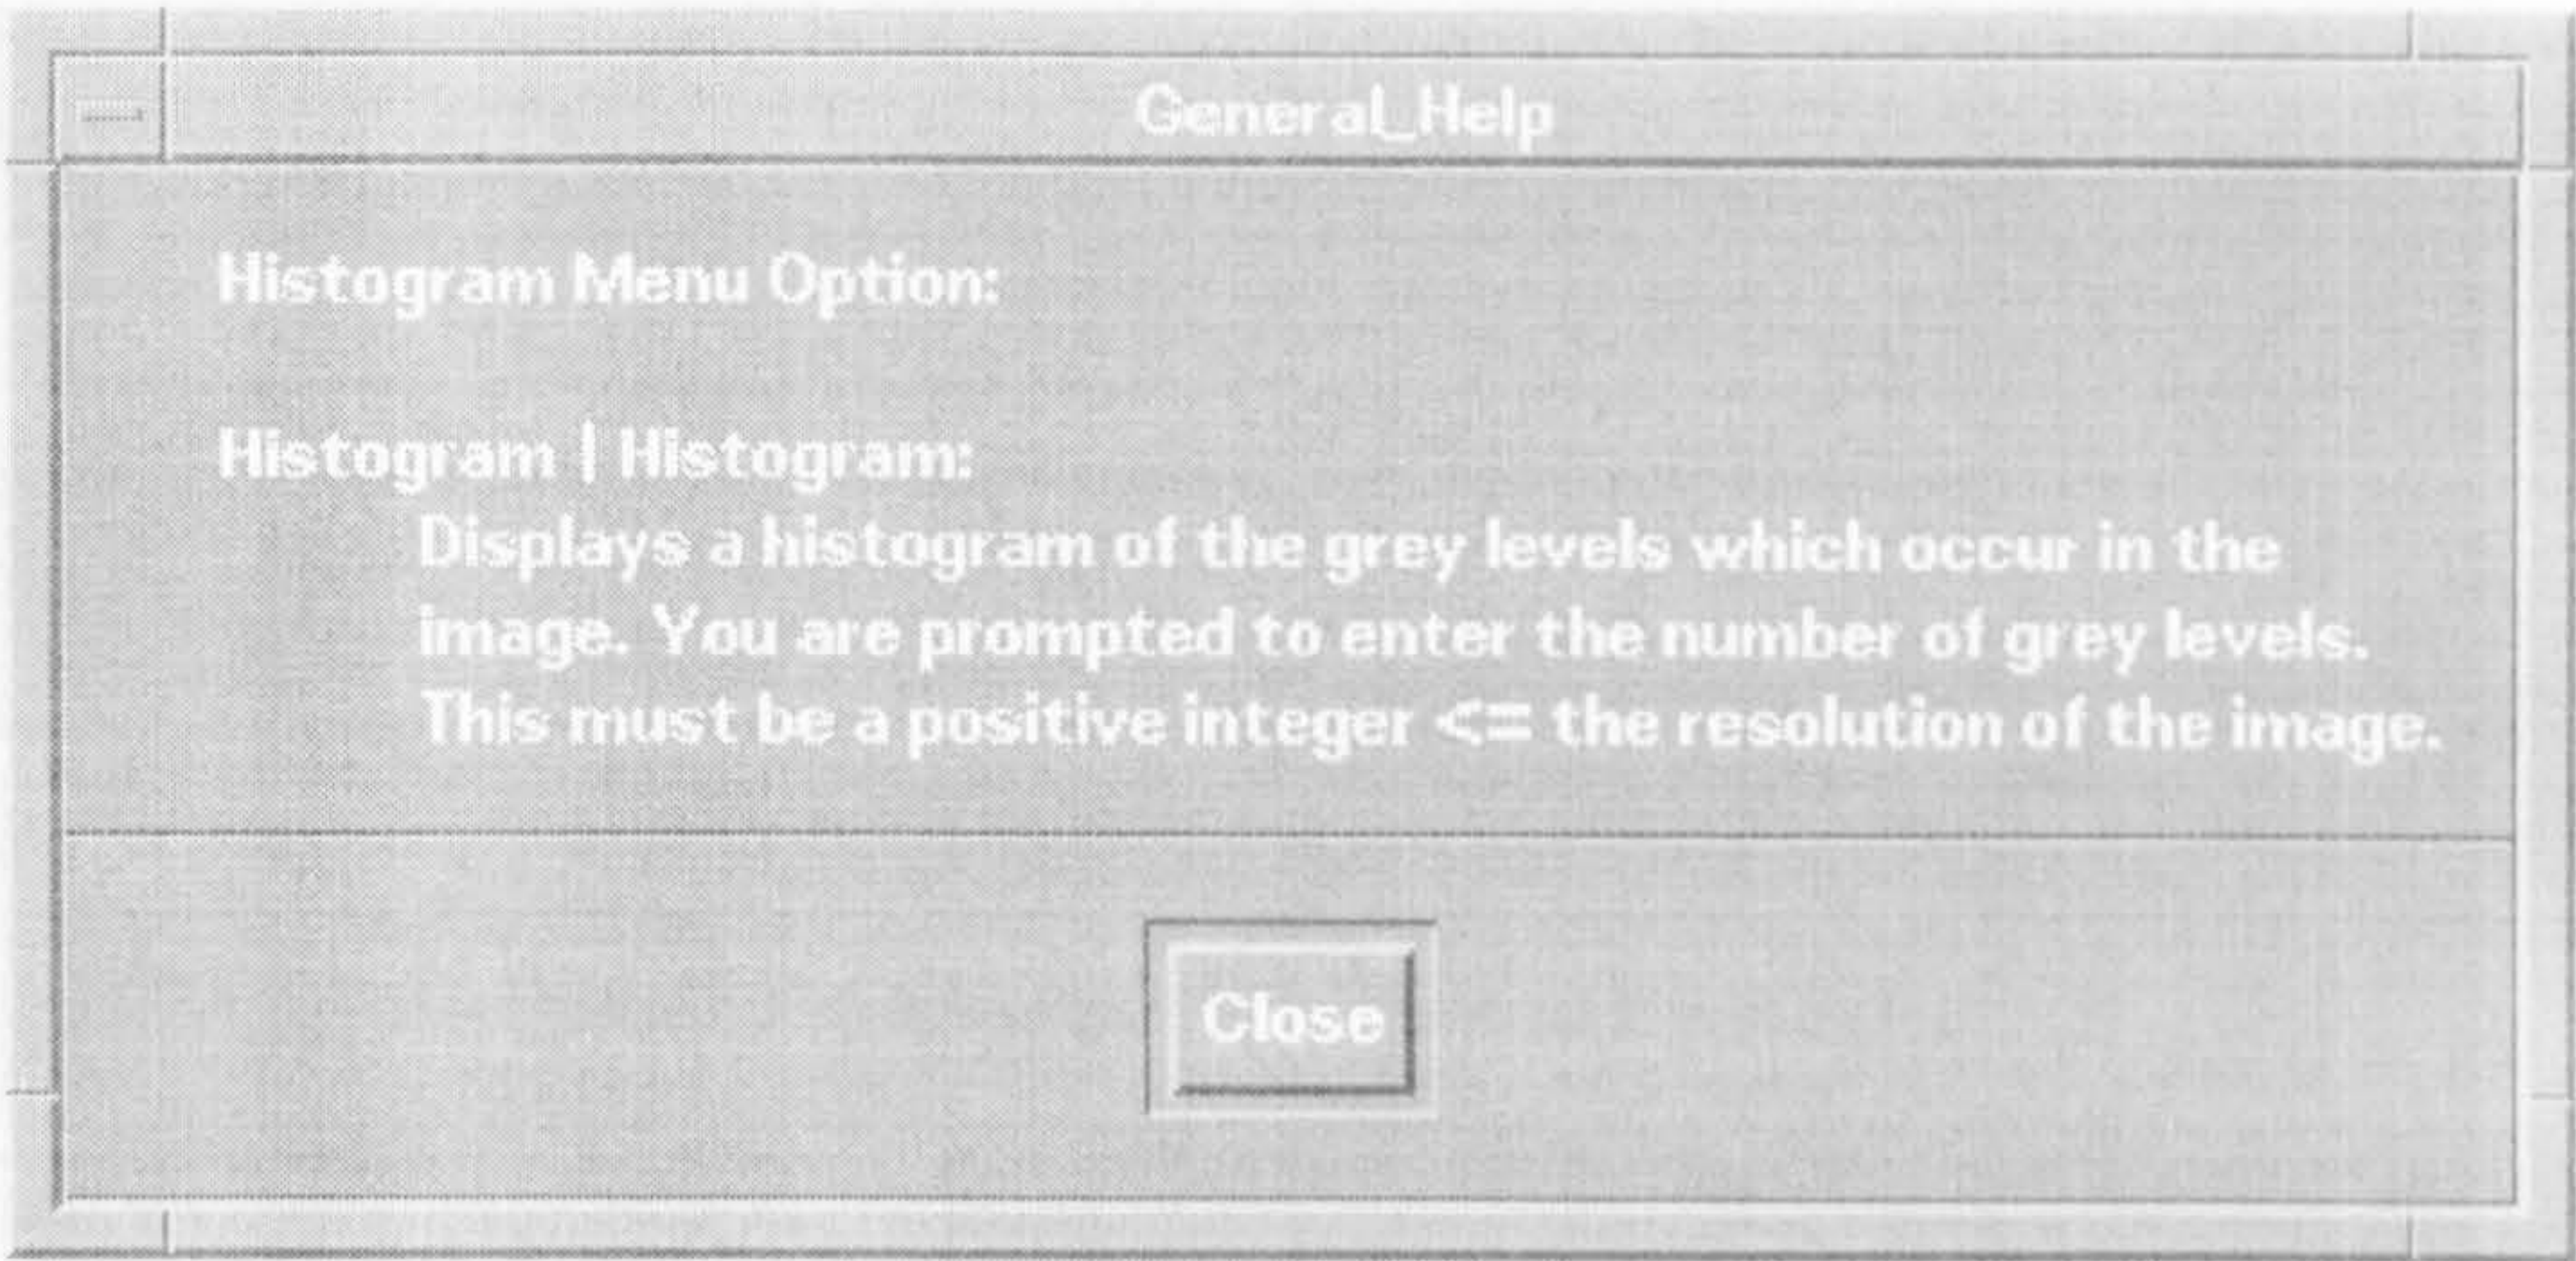 General_Help
Histogram Menu Option:
Histogram | Histogram:
Displays a histogram of the grey levels which occur in the
image. You are prompted to enter the number of grey levels.
This must be a positive integer <= the resolution of the image.
Close